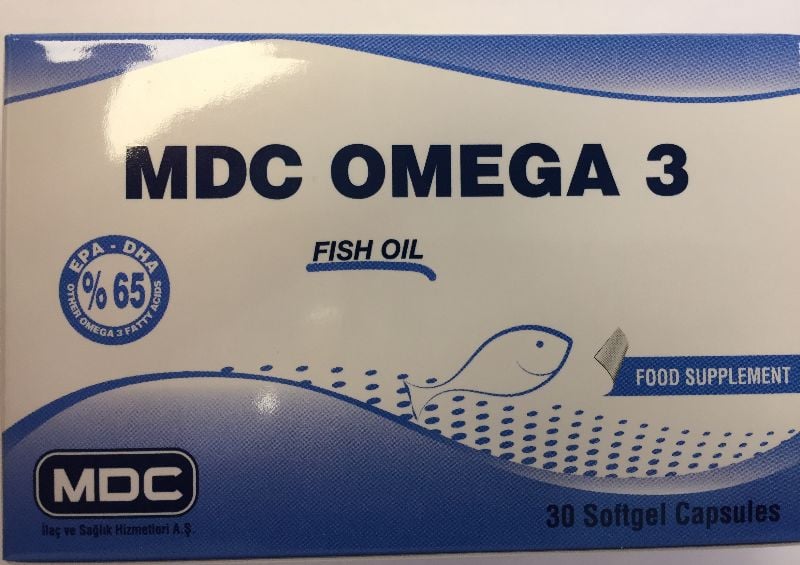 MDC OMEGA 3
FISH OIL
EPA - DHA
% 65
OTHER OMEGA 3 FATTY ACIDS
FOOD SUPPLEMENT
MDC
İlaç ve Sağlık Hizmetleri A.Ş.
30 Softgel Capsules